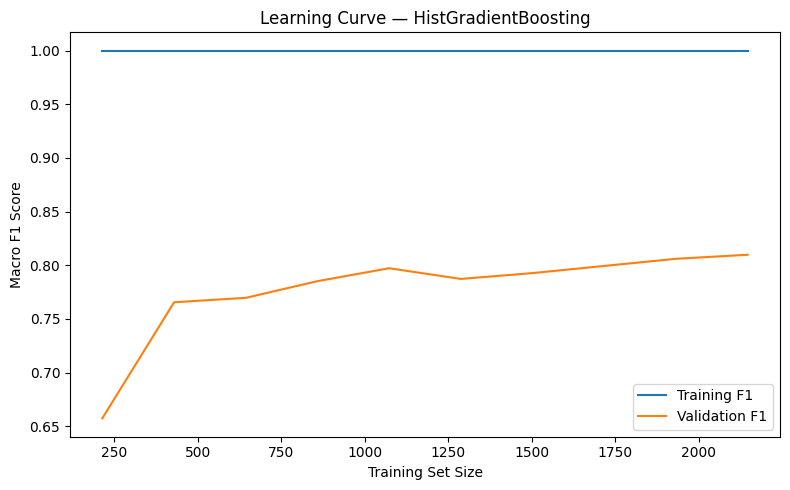 Learning Curve — HistGradientBoosting
1.00
0.95
0.90
0.85
0.80
0.75
0.70
0.65
Macro F1 Score
250 500 750 1000 1250 1500 1750 2000
Training Set Size
Training F1
Validation F1